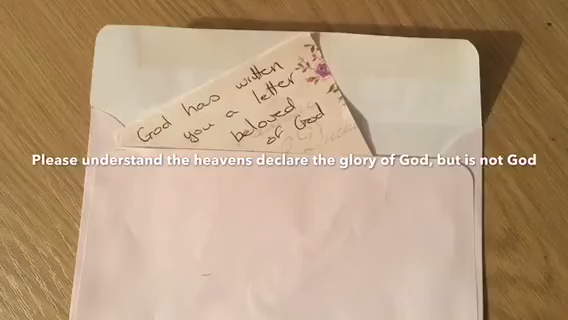 God has written
you a letter
beloved
of God
Please understand the heavens declare the glory of God, but is not God